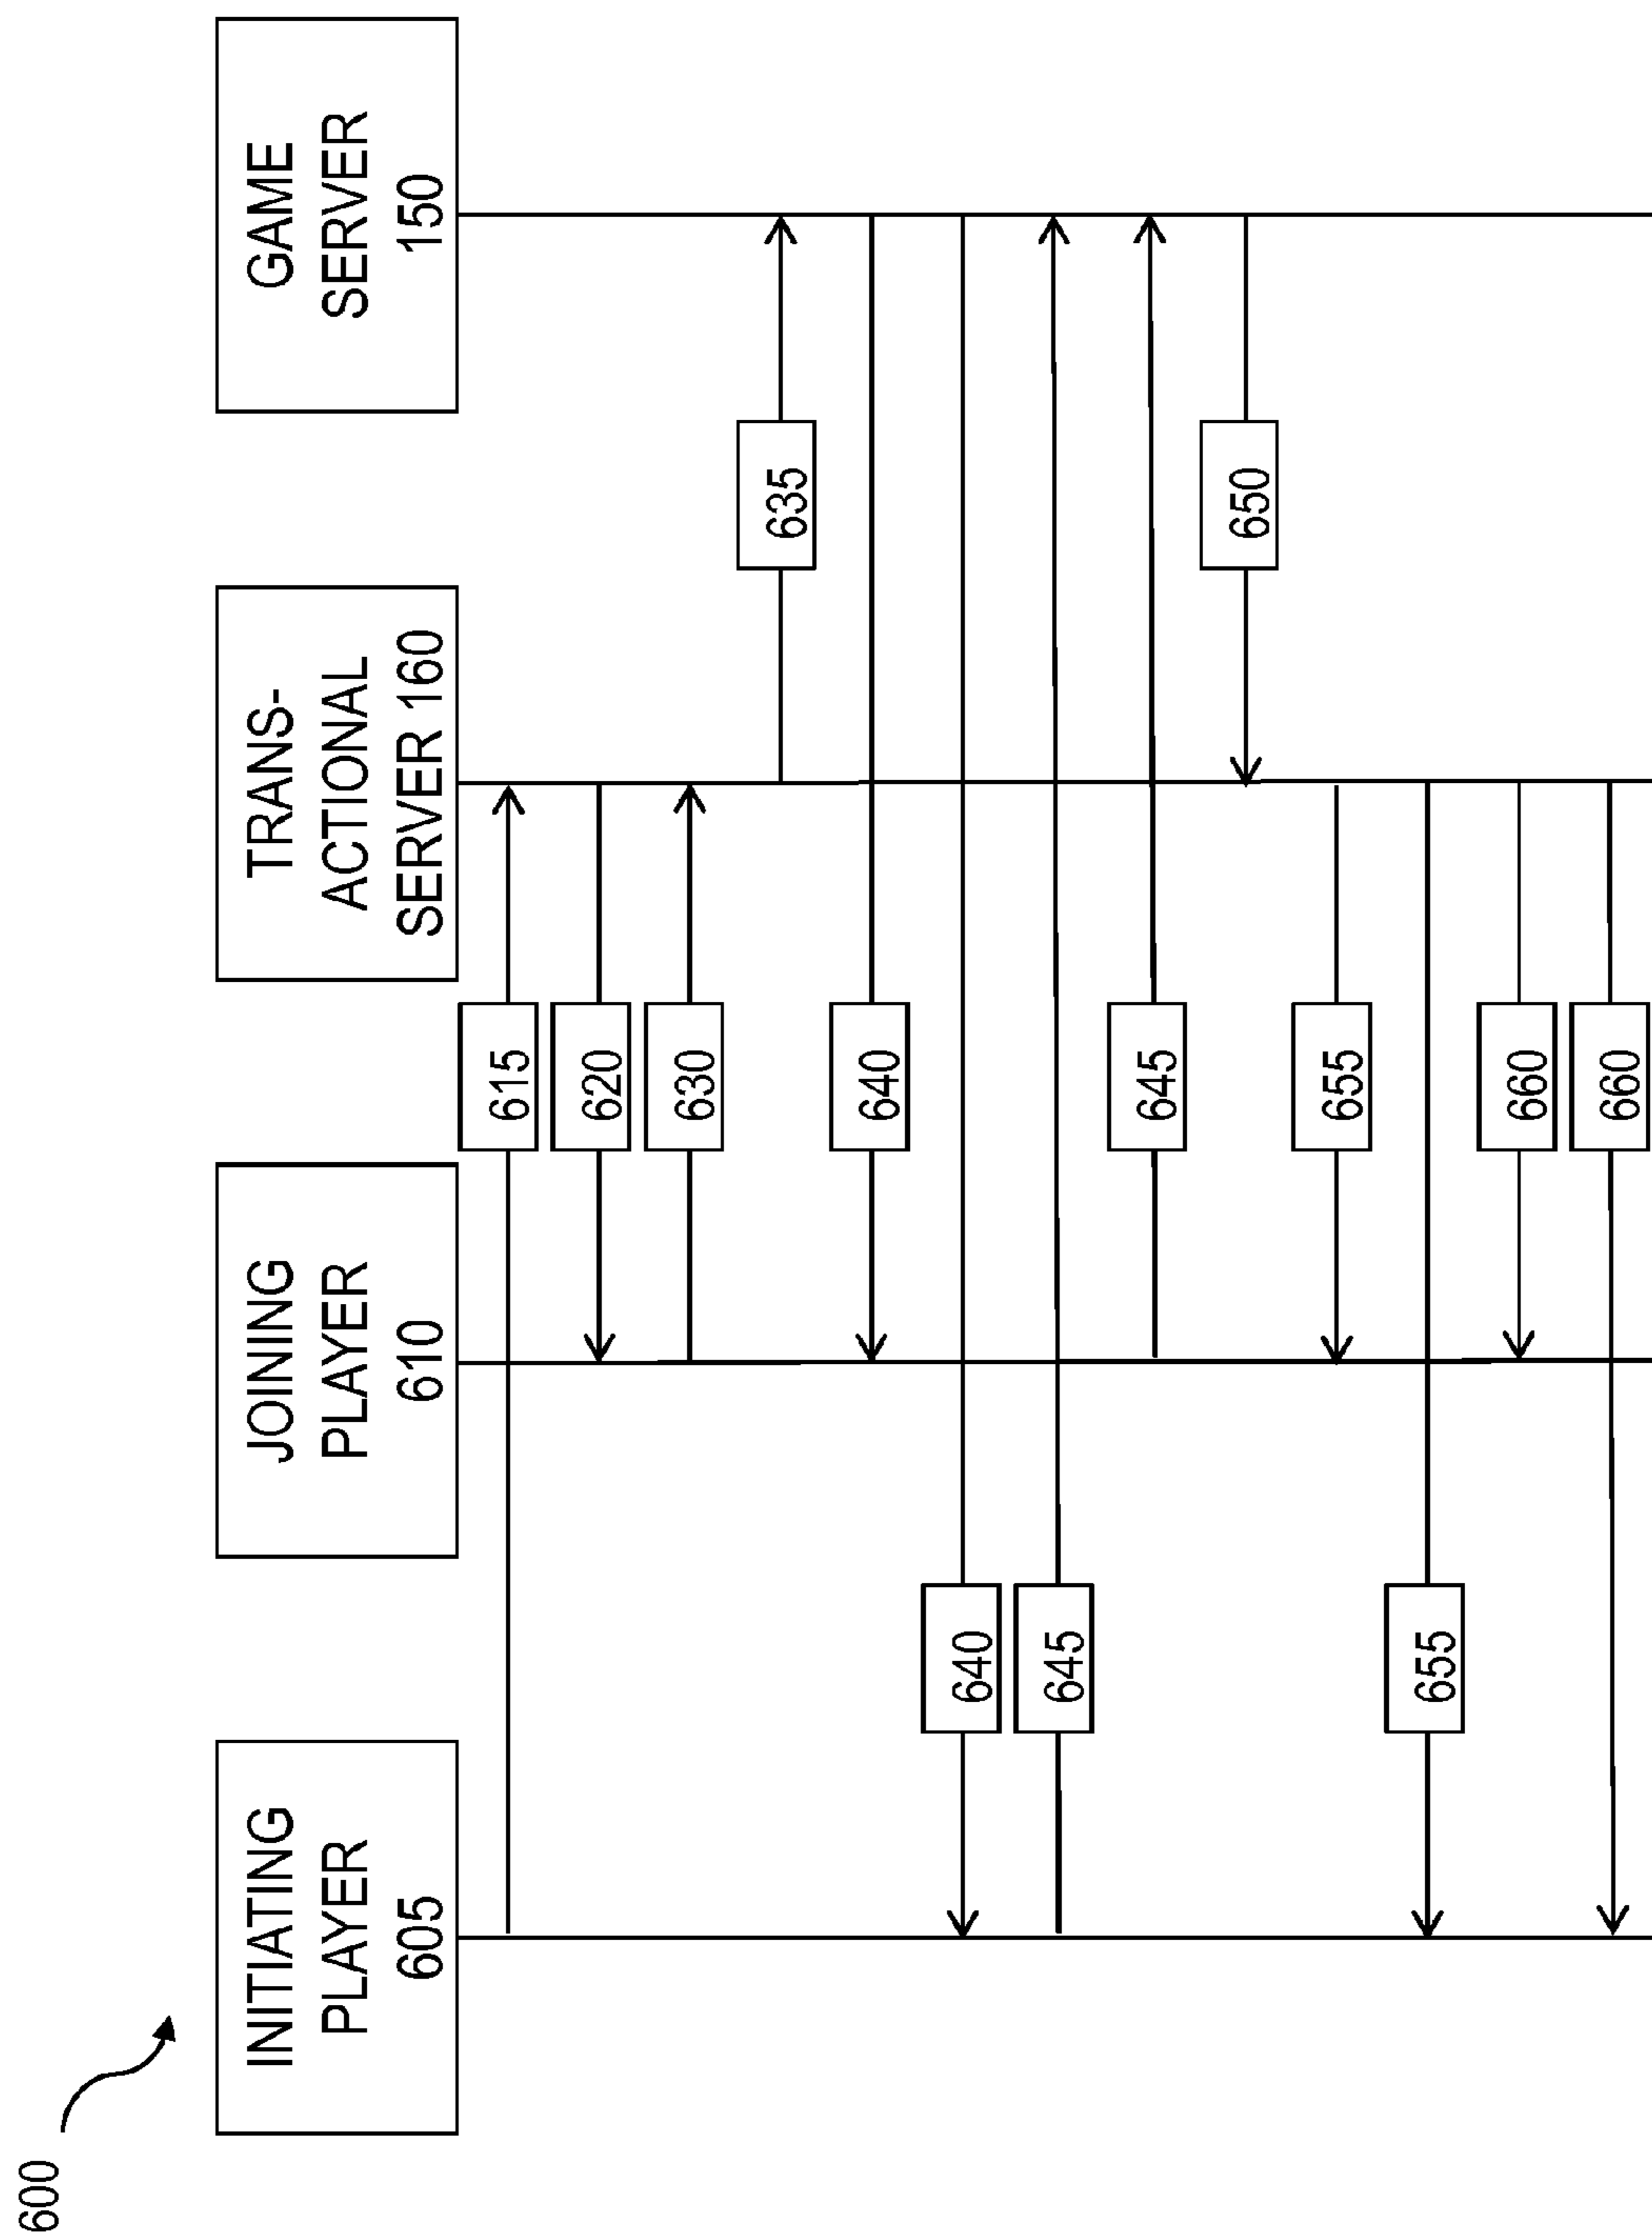 600
INITIATING
PLAYER
605
JOINING
PLAYER
610
TRANS-
ACTIONAL
SERVER 160
GAME
SERVER
150
615
620
630
635
640
640
645
645
650
655
655
660
660